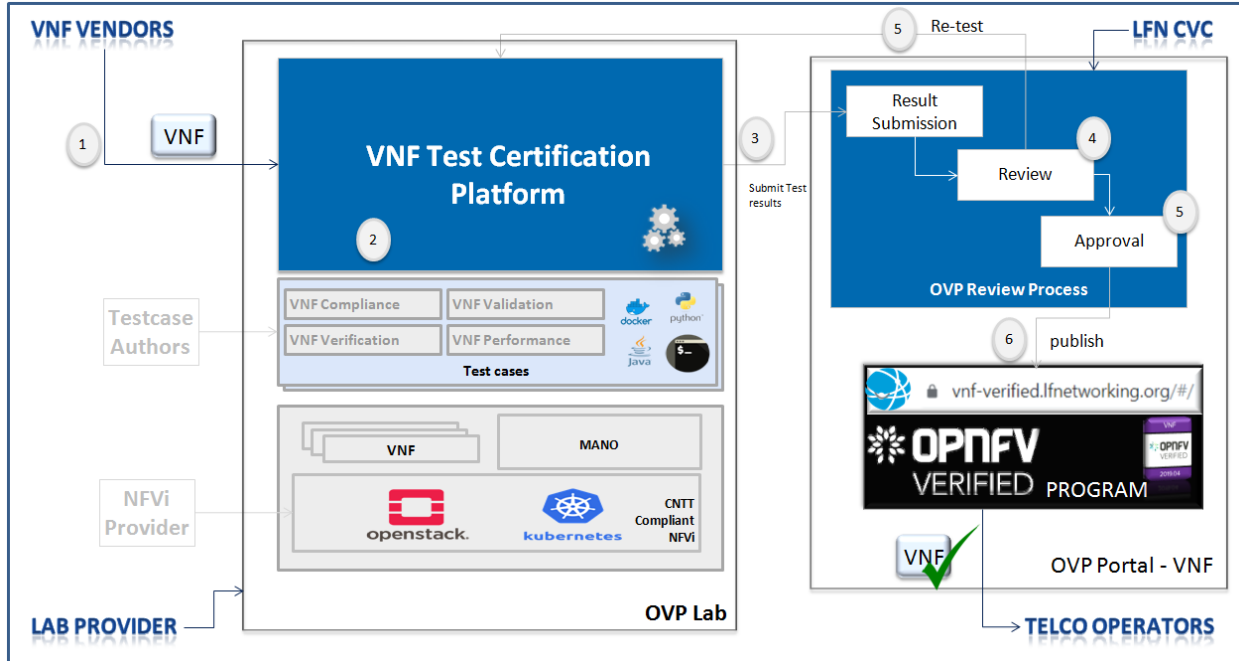 VNF VENDORS
1
VNF
VNF Test Certification
Platform
2
VNF Compliance
VNF Validation
VNF Verification
VNF Performance
docker
python
Java
$_
Test cases
Testcase
Authors
VNF
MANO
openstack.
kubernetes
CNTT
Compliant
NFVi
NFVi
Provider
OVP Lab
LAB PROVIDER
3
Submit Test
results
5
Re-test
LFN CVC
Result
Submission
4
Review
5
Approval
OVP Review Process
6
publish
vnf-verified.lfnetworking.org/#/
OPNFV
VERIFIED
PROGRAM
VNF
OPNFV
VERIFIED
2019.04
VNF
OVP Portal - VNF
TELCO OPERATORS